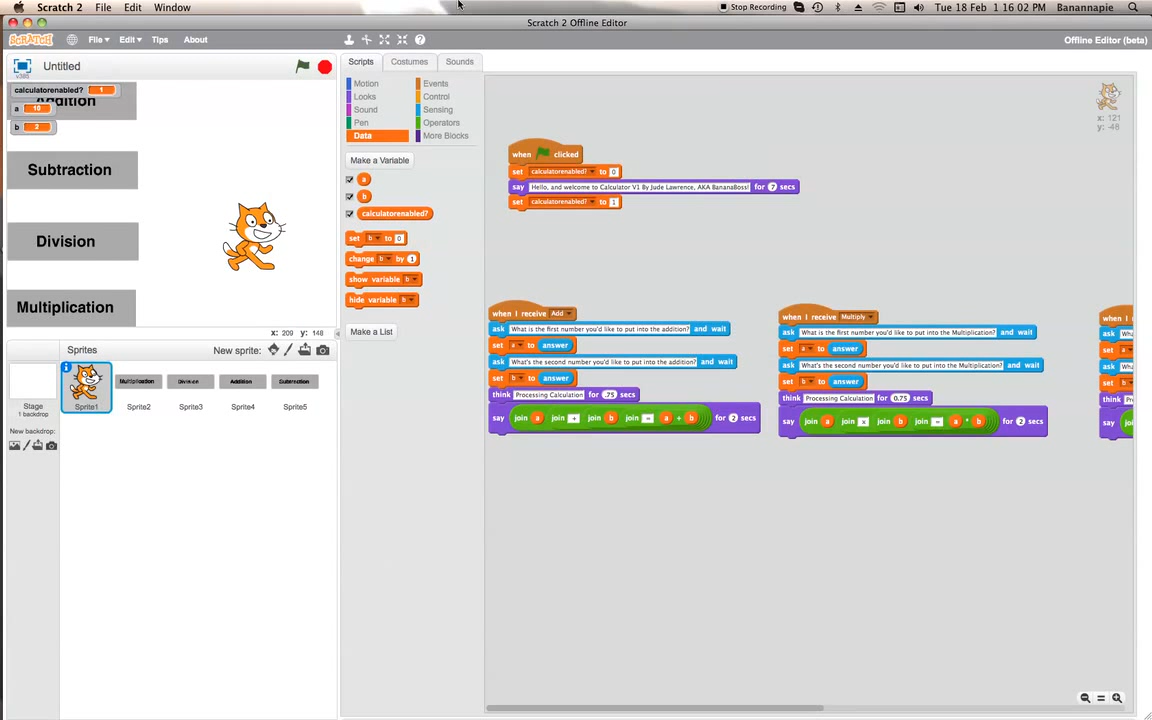 Scratch 2 File Edit Window
Stop Recording
Tue 18 Feb 1 16 02 PM Banannapie
Scratch 2 Offline Editor
SCRATCH File Edit Tips About
Offline Editor (beta)
Untitled
Scripts Costumes Sounds
calculatorenabled? 1
Addition
a 10
b 2
Subtraction
Division
Multiplication
x: 209 y: 148
Sprites New sprite:
Stage
1 backdrop
New backdrop:
Sprite1
Multiplication
Sprite2
Division
Sprite3
Addition
Sprite4
Subtraction
Sprite5
Motion Events
Looks Control
Sound Sensing
Pen Operators
Data More Blocks
Make a Variable
a
b
calculatorenabled?
set b to 0
change b by 1
show variable b
hide variable b
Make a List
x: 121
y: -48
when clicked
set calculatorenabled? to 0
say Hello, and welcome to Calculator V1 By Jude Lawrence, AKA BananaBoss! for 7 secs
set calculatorenabled? to 1
when I receive Add
ask What is the first number you'd like to put into the addition? and wait
set a to answer
ask What's the second number you'd like to put into the addition? and wait
set b to answer
think Processing Calculation for .75 secs
say join a join + join b join = a + b for 2 secs
when I receive Multiply
ask What is the first number you'd like to put into the Multiplication? and wait
set a to answer
ask What's the second number you'd like to put into the Multiplication? and wait
set b to answer
think Processing Calculation for 0.75 secs
say join a join x join b join = a * b for 2 secs
when I
ask
set
ask
set b
think
say